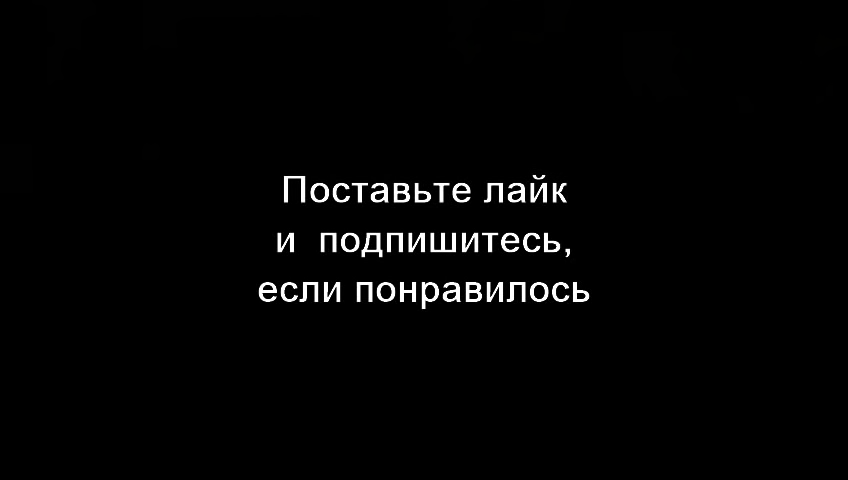 Поставьте лайк
и  подпишитесь,
если понравилось